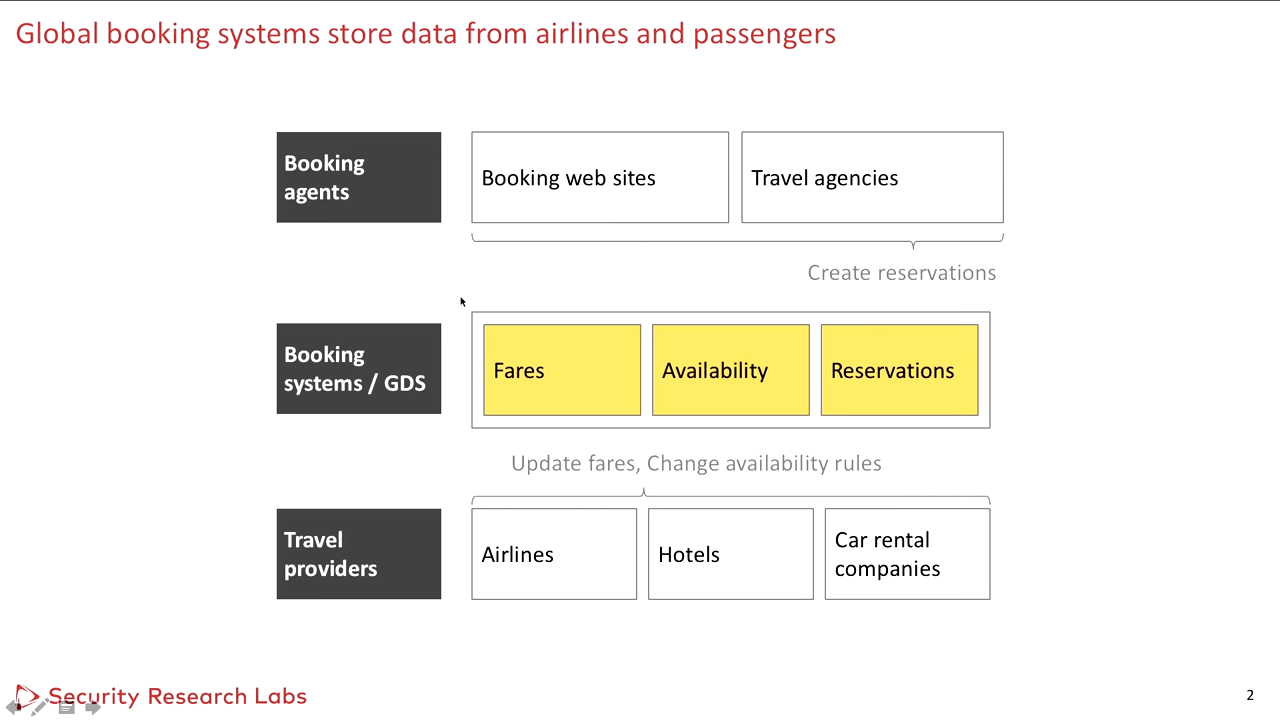 Global booking systems store data from airlines and passengers
Booking
agents
Booking web sites
Travel agencies
Create reservations
Booking
systems / GDS
Fares
Availability
Reservations
Update fares, Change availability rules
Travel
providers
Airlines
Hotels
Car rental
companies
Security Research Labs
2